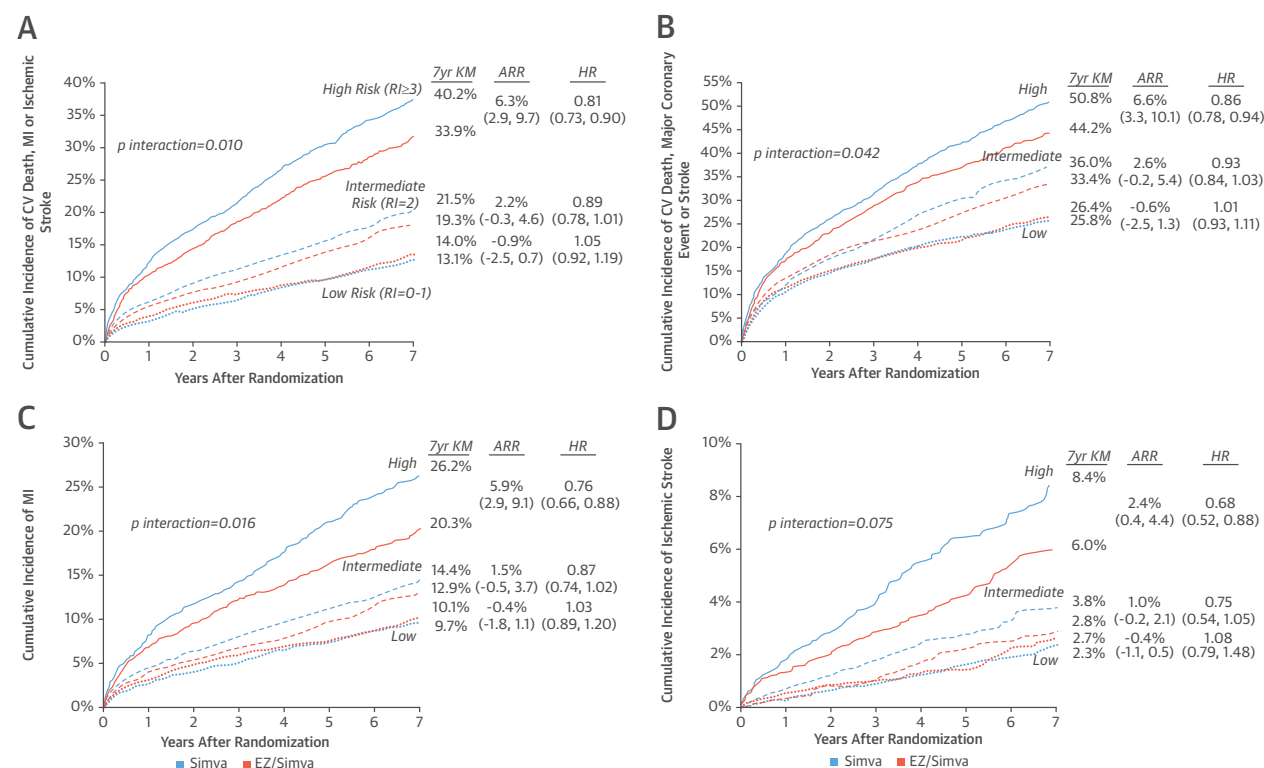 A
Cumulative Incidence of CV Death, MI or Ischemic
Stroke
40%
35%
30%
25%
20%
15%
10%
5%
0%
0 1 2 3 4 5 6 7
Years After Randomization
p interaction=0.010
High Risk (RI≥3)
Intermediate
Risk (RI=2)
Low Risk (RI=0-1)
7yr KM ARR HR
40.2% 6.3% 0.81
(2.9, 9.7) (0.73, 0.90)
33.9%
21.5% 2.2% 0.89
19.3% (-0.3, 4.6) (0.78, 1.01)
14.0% -0.9% 1.05
13.1% (-2.5, 0.7) (0.92, 1.19)
B
Cumulative Incidence of CV Death, Major Coronary
Event or Stroke
55%
50%
45%
40%
35%
30%
25%
20%
15%
10%
5%
0%
0 1 2 3 4 5 6 7
Years After Randomization
p interaction=0.042
High
Intermediate
Low
7yr KM ARR HR
50.8% 6.6% 0.86
(3.3, 10.1) (0.78, 0.94)
44.2%
36.0% 2.6% 0.93
33.4% (-0.2, 5.4) (0.84, 1.03)
26.4% -0.6% 1.01
25.8% (-2.5, 1.3) (0.93, 1.11)
C
Cumulative Incidence of MI
30%
25%
20%
15%
10%
5%
0%
0 1 2 3 4 5 6 7
Years After Randomization
p interaction=0.016
High
Intermediate
Low
7yr KM ARR HR
26.2%
5.9% 0.76
(2.9, 9.1) (0.66, 0.88)
20.3%
14.4% 1.5% 0.87
12.9% (-0.5, 3.7) (0.74, 1.02)
10.1% -0.4% 1.03
9.7% (-1.8, 1.1) (0.89, 1.20)
Simva EZ/Simva
D
Cumulative Incidence of Ischemic Stroke
10%
8%
6%
4%
2%
0%
0 1 2 3 4 5 6 7
Years After Randomization
p interaction=0.075
High
Intermediate
Low
7yr KM ARR HR
8.4%
2.4% 0.68
(0.4, 4.4) (0.52, 0.88)
6.0%
3.8% 1.0% 0.75
2.8% (-0.2, 2.1) (0.54, 1.05)
2.7% -0.4% 1.08
2.3% (-1.1, 0.5) (0.79, 1.48)
Simva EZ/Simva